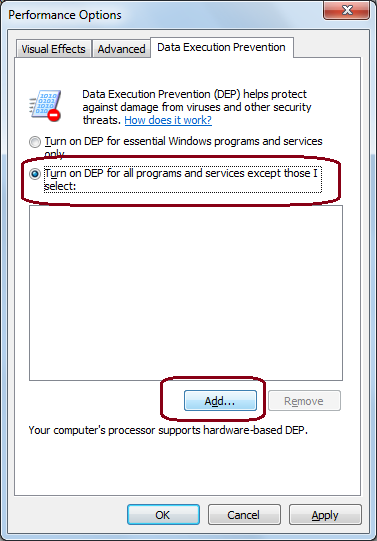 Performance Options
Visual Effects Advanced Data Execution Prevention
Data Execution Prevention (DEP) helps protect
against damage from viruses and other security
threats. How does it work?
Turn on DEP for essential Windows programs and services
only
Turn on DEP for all programs and services except those I
select:
Add... Remove
Your computer's processor supports hardware-based DEP.
OK Cancel Apply